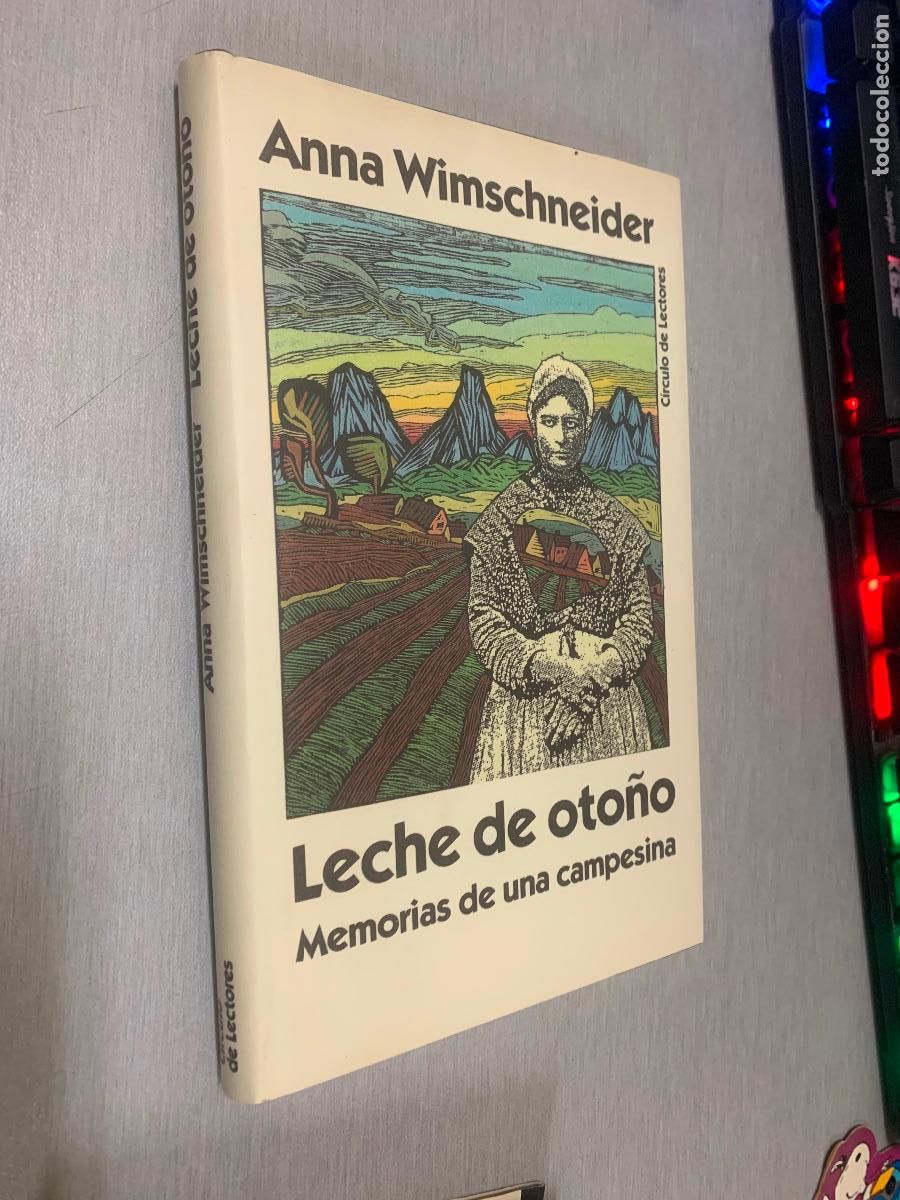 Anna Wimschneider
Círculo de Lectores
Leche de otoño
Memorias de una campesina
Anna Wimschneider Leche de otoño
Círculo
de Lectores
todocoleccion